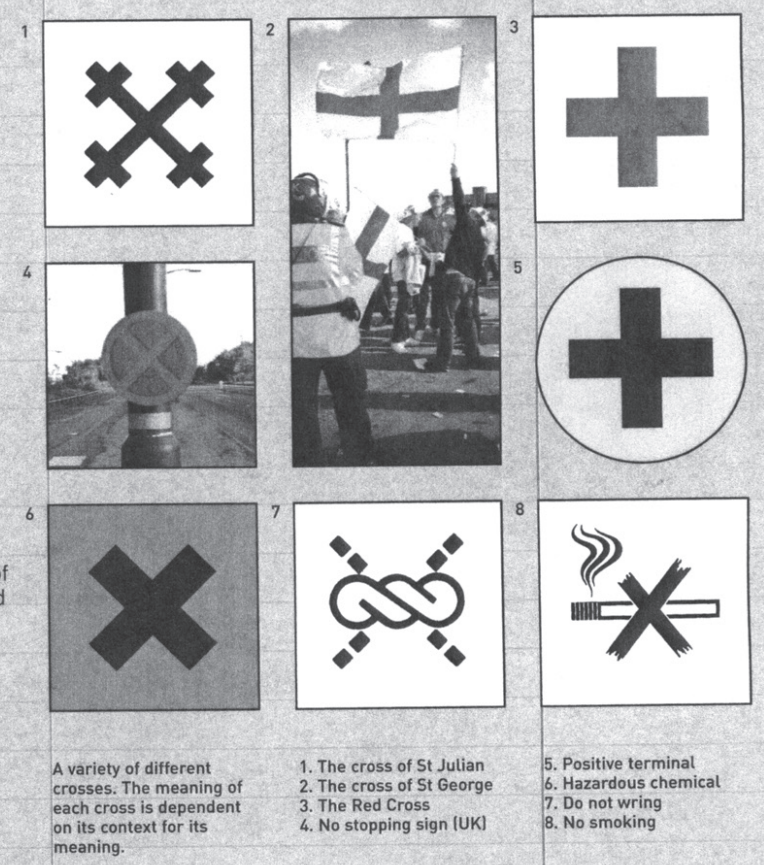 1
2
3
4
5
6
7
8
A variety of different
crosses. The meaning of
each cross is dependent
on its context for its
meaning.
1. The cross of St Julian
2. The cross of St George
3. The Red Cross
4. No stopping sign (UK)
5. Positive terminal
6. Hazardous chemical
7. Do not wring
8. No smoking